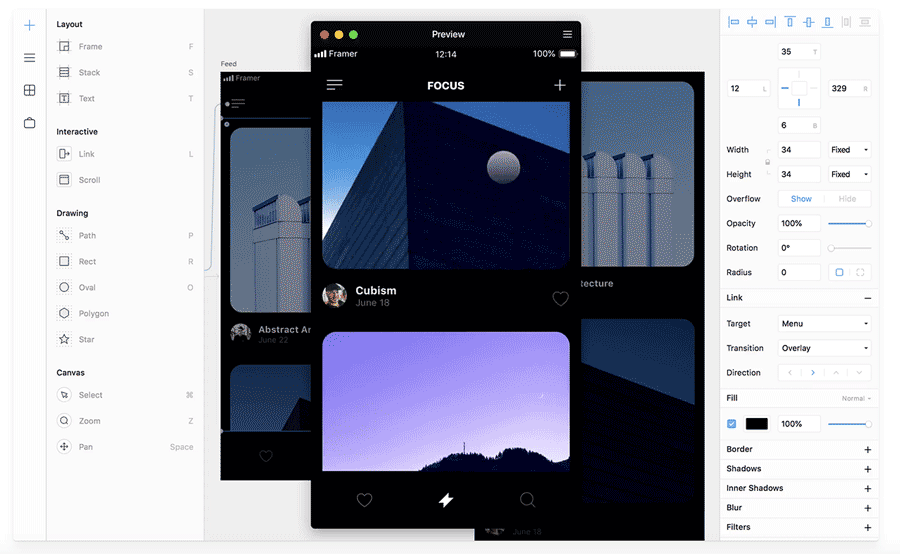 Layout
Frame F
Stack S
Text T
Interactive
Link L
Scroll
Drawing
Path P
Rect R
Oval O
Polygon
Star
Canvas
Select ⌘
Zoom Z
Pan Space
Feed
Framer
Abstract Ar
June 22
Preview
Framer 12:14 100%
FOCUS
Cubism
June 18
tecture
June 18
35 T
12 L
329 R
6 B
Width 34 Fixed
Height 34 Fixed
Overflow Show Hide
Opacity 100%
Rotation 0°
Radius 0
Link
Target Menu
Transition Overlay
Direction
Fill Normal
100%
Border
Shadows
Inner Shadows
Blur
Filters